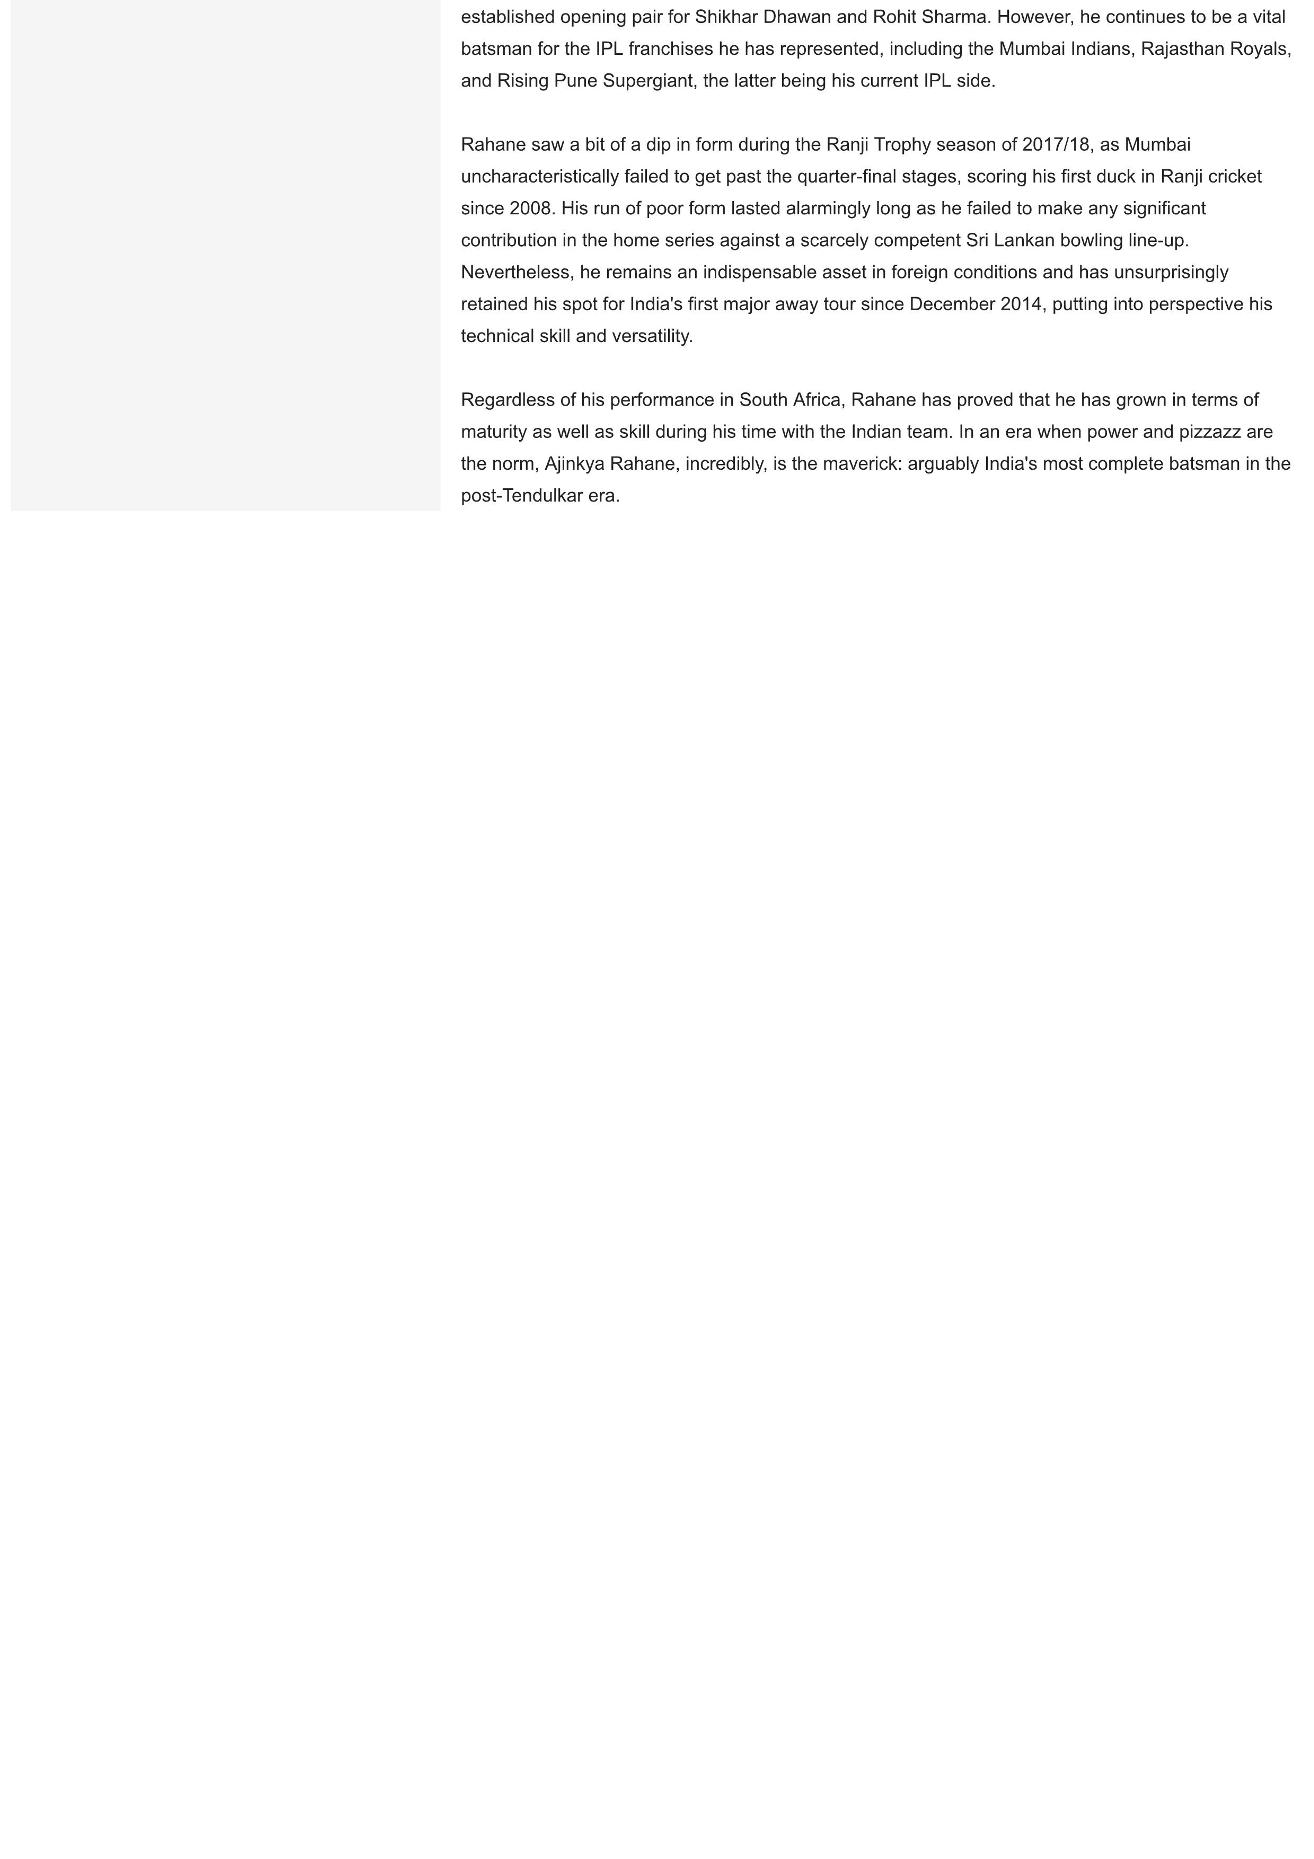 established opening pair for Shikhar Dhawan and Rohit Sharma. However, he continues to be a vital
batsman for the IPL franchises he has represented, including the Mumbai Indians, Rajasthan Royals,
and Rising Pune Supergiant, the latter being his current IPL side.
Rahane saw a bit of a dip in form during the Ranji Trophy season of 2017/18, as Mumbai
uncharacteristically failed to get past the quarter-final stages, scoring his first duck in Ranji cricket
since 2008. His run of poor form lasted alarmingly long as he failed to make any significant
contribution in the home series against a scarcely competent Sri Lankan bowling line-up.
Nevertheless, he remains an indispensable asset in foreign conditions and has unsurprisingly
retained his spot for India's first major away tour since December 2014, putting into perspective his
technical skill and versatility.
Regardless of his performance in South Africa, Rahane has proved that he has grown in terms of
maturity as well as skill during his time with the Indian team. In an era when power and pizzazz are
the norm, Ajinkya Rahane, incredibly, is the maverick: arguably India's most complete batsman in the
post-Tendulkar era.